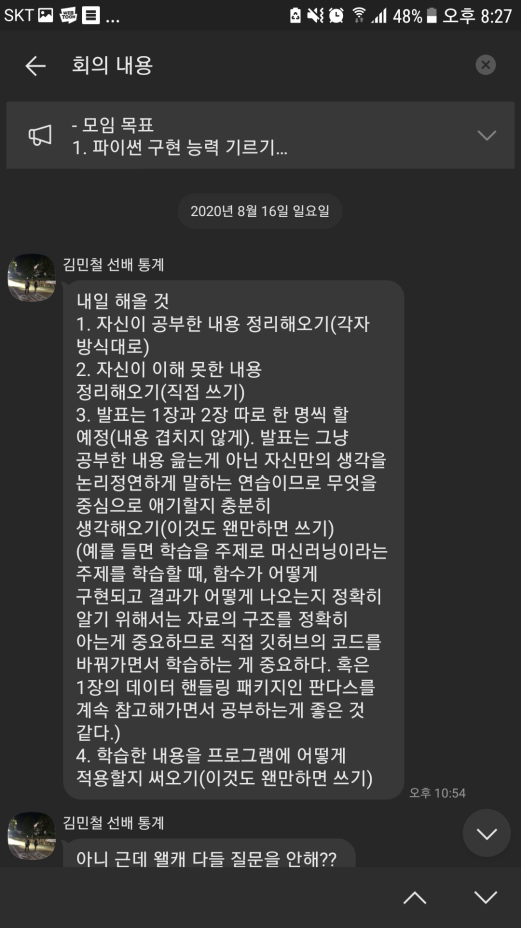 SKT ... 48% 오후 8:27
회의 내용
- 모임 목표
1. 파이썬 구현 능력 기르기...
2020년 8월 16일 일요일
김민철 선배 통계
내일 해올 것
1. 자신이 공부한 내용 정리해오기(각자
방식대로)
2. 자신이 이해 못한 내용
정리해오기(직접 쓰기)
3. 발표는 1장과 2장 따로 한 명씩 할
예정(내용 겹치지 않게). 발표는 그냥
공부한 내용 읊는게 아닌 자신만의 생각을
논리정연하게 말하는 연습이므로 무엇을
중심으로 얘기할지 충분히
생각해오기(이것도 왠만하면 쓰기)
(예를 들면 학습을 주제로 머신러닝이라는
주제를 학습할 때, 함수가 어떻게
구현되고 결과가 어떻게 나오는지 정확히
알기 위해서는 자료의 구조를 정확히
아는게 중요하므로 직접 깃허브의 코드를
바꿔가면서 학습하는 게 중요하다. 혹은
1장의 데이터 핸들링 패키지인 판다스를
계속 참고해가면서 공부하는게 좋은 것
같다.)
4. 학습한 내용을 프로그램에 어떻게
적용할지 써오기(이것도 왠만하면 쓰기)
오후 10:54
김민철 선배 통계
아니 근데 왤캐 다들 질문을 안해??